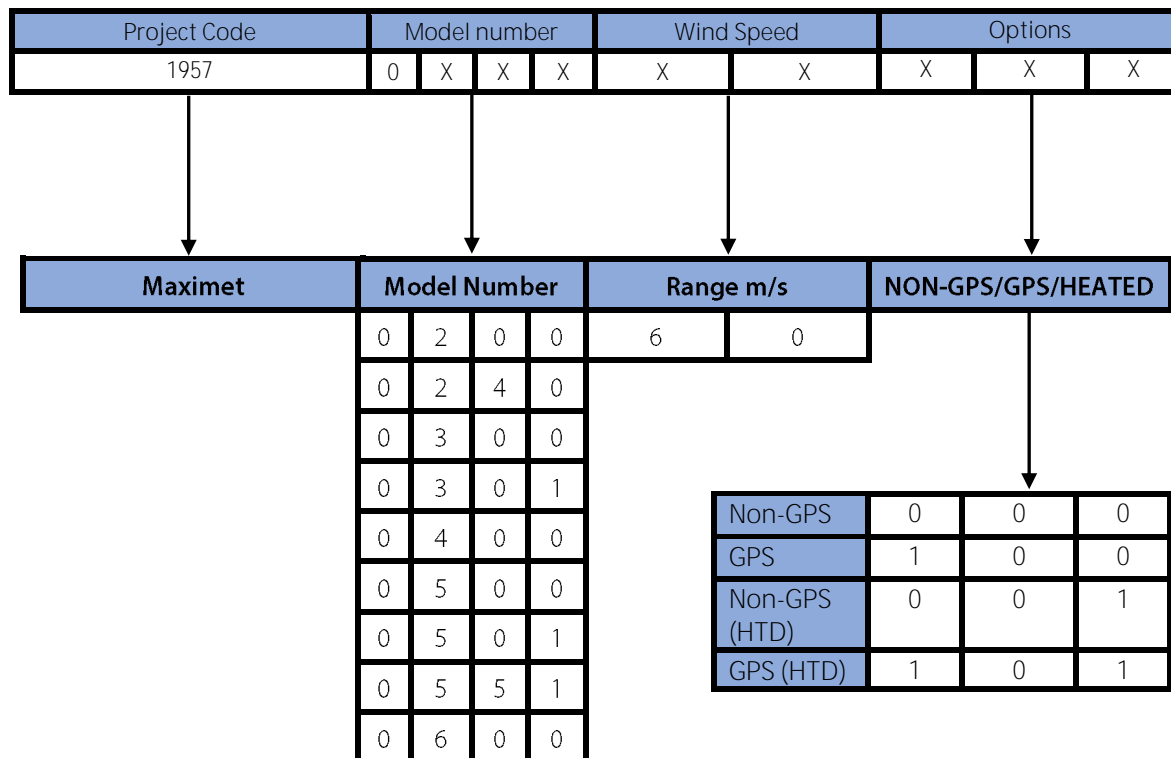 Project Code Model number Wind Speed Options
1957 0 X X X X X X X X
Maximet Model Number Range m/s NON-GPS/GPS/HEATED
0 2 0 0 6 0
0 2 4 0
0 3 0 0
0 3 0 1
0 4 0 0
0 5 0 0
0 5 0 1
0 5 5 1
0 6 0 0
Non-GPS 0 0 0
GPS 1 0 0
Non-GPS 0 0 1
(HTD)
GPS (HTD) 1 0 1